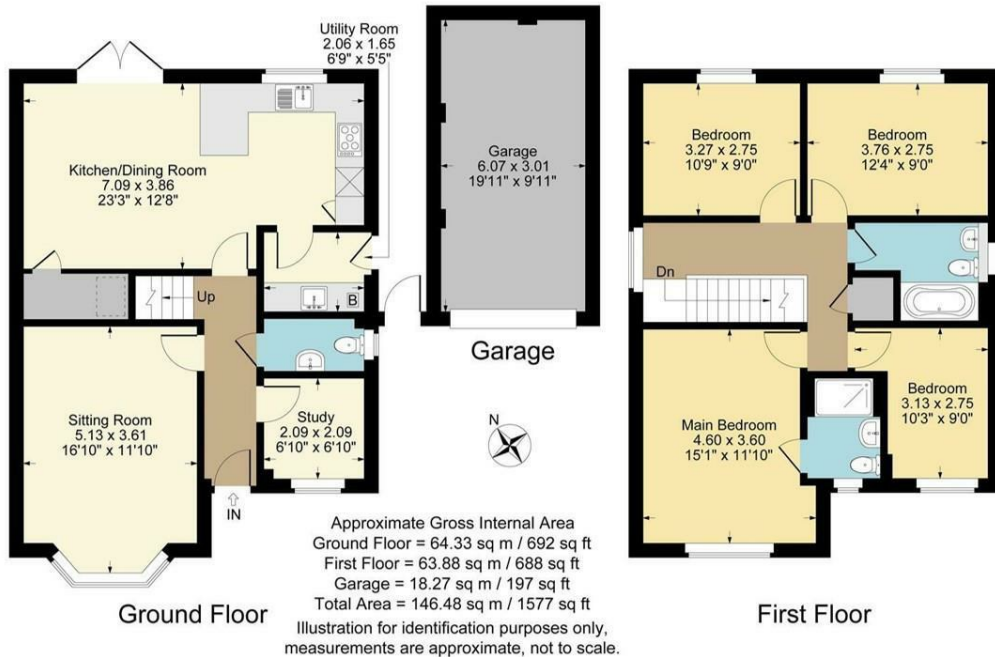 Utility Room
2.06 x 1.65
6'9" x 5'5"
Kitchen/Dining Room
7.09 x 3.86
23'3" x 12'8"
Up
B
Sitting Room
5.13 x 3.61
16'10" x 11'10"
Study
2.09 x 2.09
6'10" x 6'10"
IN
Ground Floor
Garage
6.07 x 3.01
19'11" x 9'11"
Garage
N
Approximate Gross Internal Area
Ground Floor = 64.33 sq m / 692 sq ft
First Floor = 63.88 sq m / 688 sq ft
Garage = 18.27 sq m / 197 sq ft
Total Area = 146.48 sq m / 1577 sq ft
Illustration for identification purposes only,
measurements are approximate, not to scale.
Bedroom
3.27 x 2.75
10'9" x 9'0"
Bedroom
3.76 x 2.75
12'4" x 9'0"
Dn
Main Bedroom
4.60 x 3.60
15'1" x 11'10"
Bedroom
3.13 x 2.75
10'3" x 9'0"
First Floor